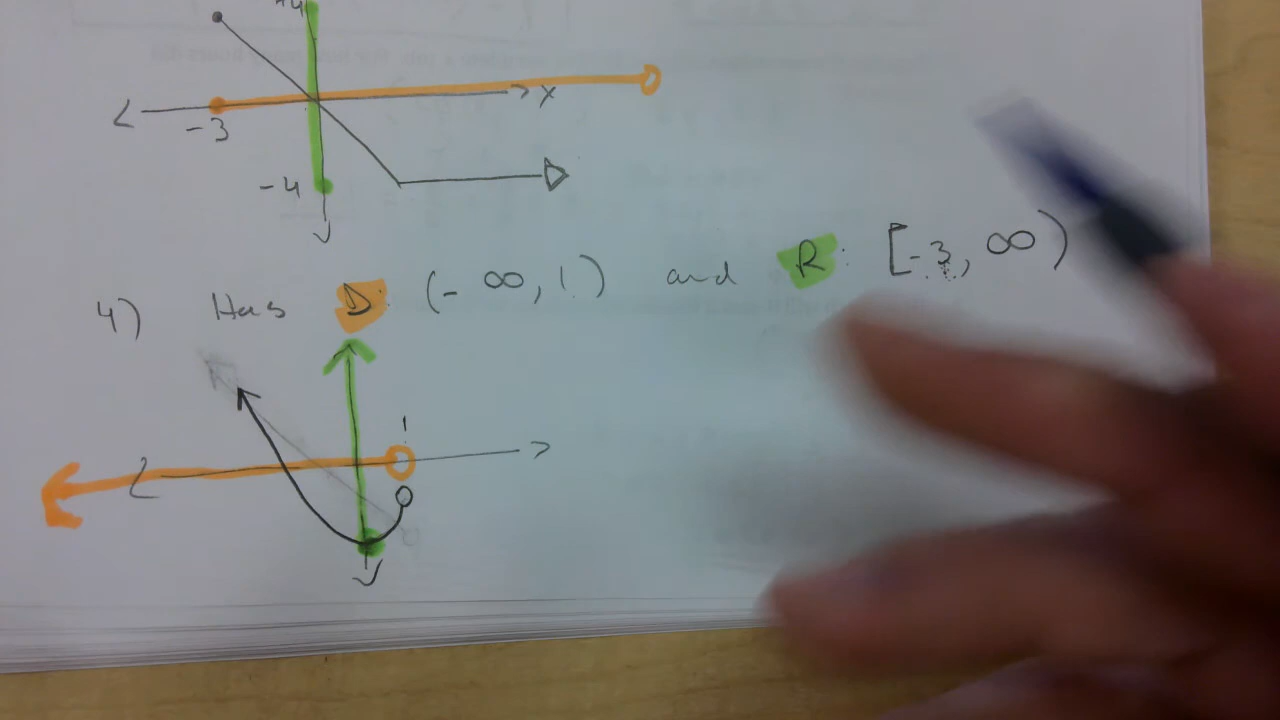 +4
x
-3
-4
4) Has D: (-∞, 1) and R: [-3, ∞)
1